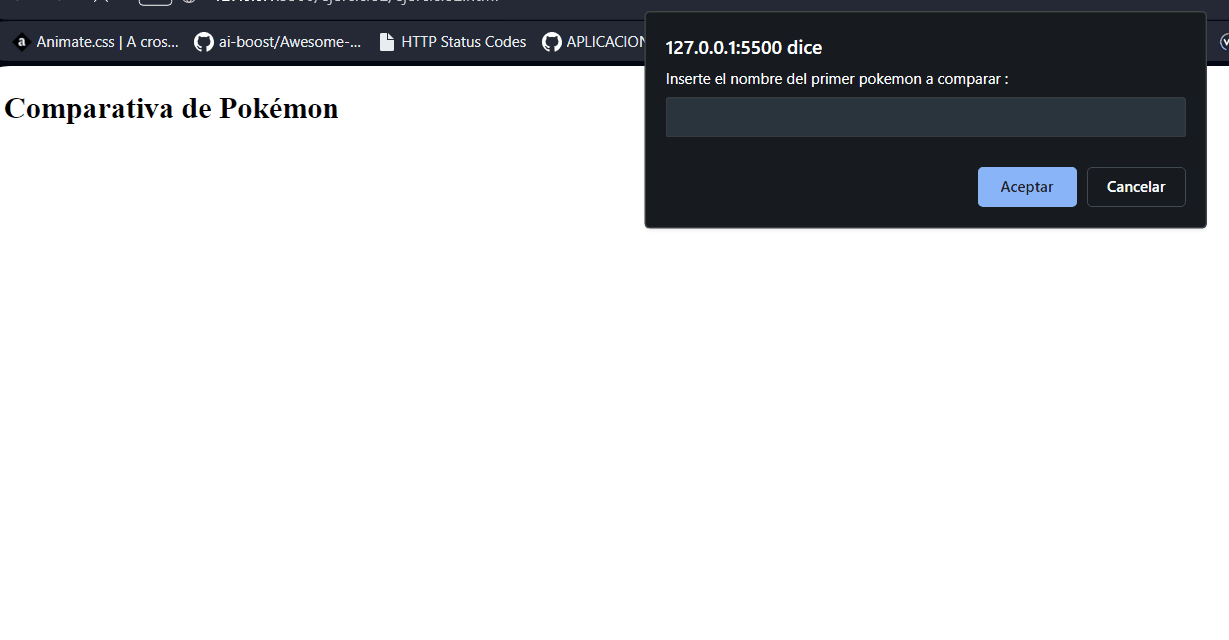 Animate.css | A cros...
ai-boost/Awesome-...
HTTP Status Codes
APLICACION
127.0.0.1:5500 dice
Inserte el nombre del primer pokemon a comparar :
Aceptar
Cancelar
Comparativa de Pokémon